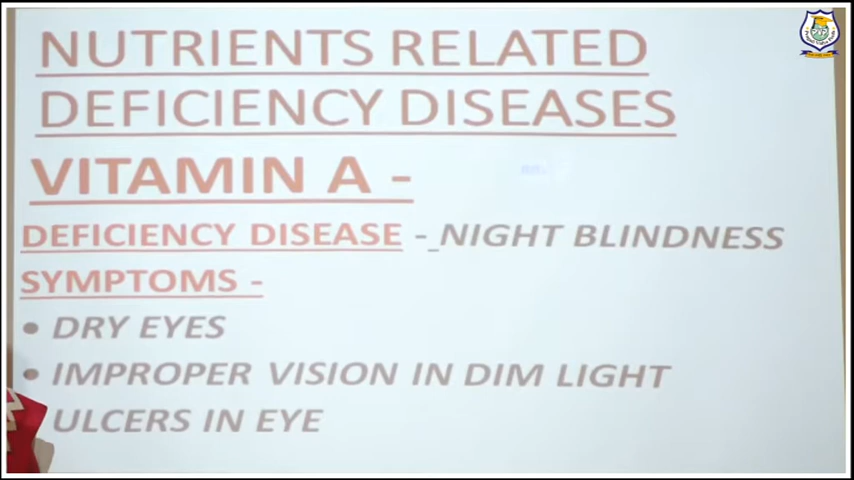 NUTRIENTS RELATED
DEFICIENCY DISEASES
VITAMIN A -
DEFICIENCY DISEASE - NIGHT BLINDNESS
SYMPTOMS -
• DRY EYES
• IMPROPER VISION IN DIM LIGHT
ULCERS IN EYE